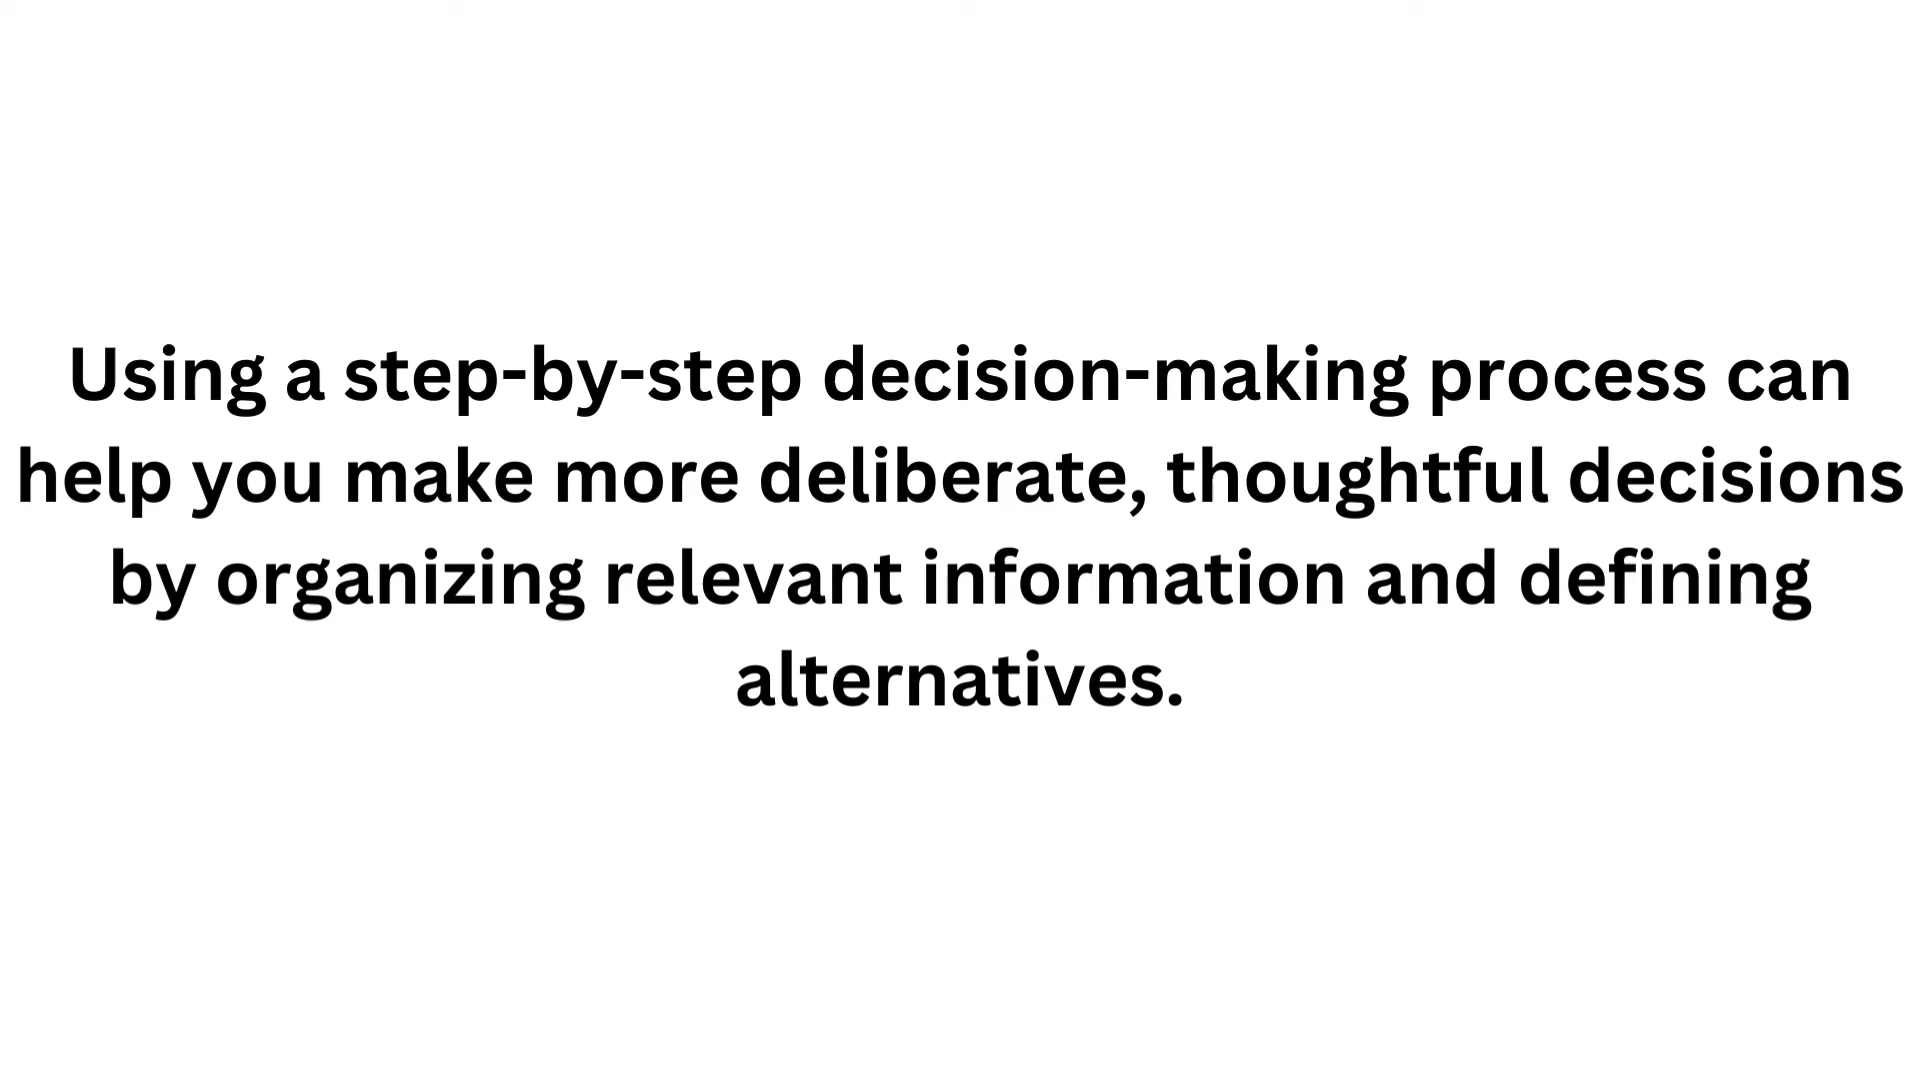 Using a step-by-step decision-making process can
help you make more deliberate, thoughtful decisions
by organizing relevant information and defining
alternatives.